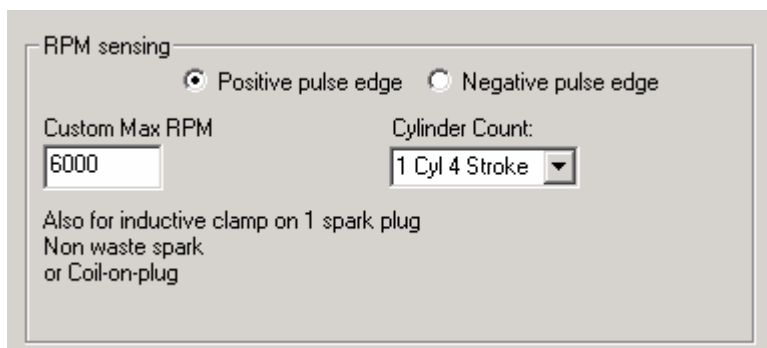 RPM sensing
Positive pulse edge Negative pulse edge
Custom Max RPM Cylinder Count:
6000 1 Cyl 4 Stroke
Also for inductive clamp on 1 spark plug
Non waste spark
or Coil-on-plug